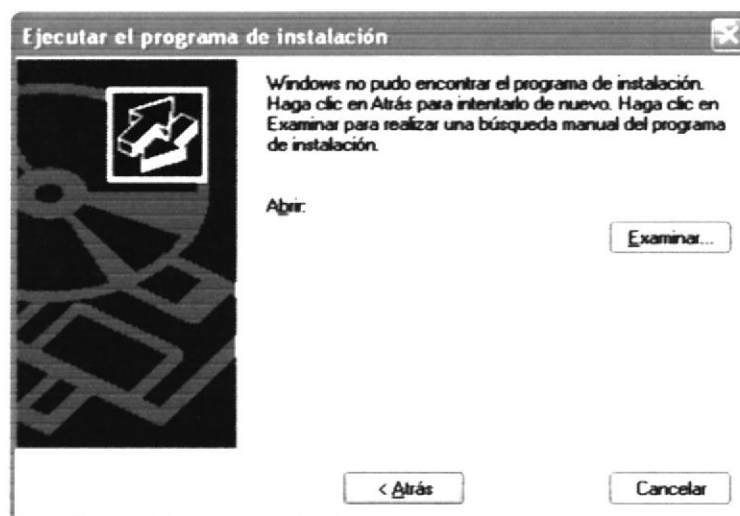 Ejecutar el programa de instalación
Windows no pudo encontrar el programa de instalación.
Haga clic en Atrás para intentarlo de nuevo. Haga clic en
Examinar para realizar una búsqueda manual del programa
de instalación.
Abrir:
Examinar...
< Atrás
Cancelar